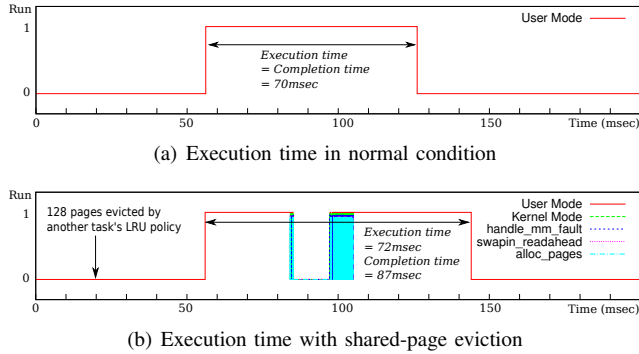 Run
1
0
User Mode
Execution time
= Completion time
= 70msec
0 50 100 150 Time (msec)
(a) Execution time in normal condition
Run
1
0
128 pages evicted by
another task's LRU policy
User Mode
Kernel Mode
handle_mm_fault
swapin_readahead
alloc_pages
Execution time
= 72msec
Completion time
= 87msec
0 50 100 150 Time (msec)
(b) Execution time with shared-page eviction